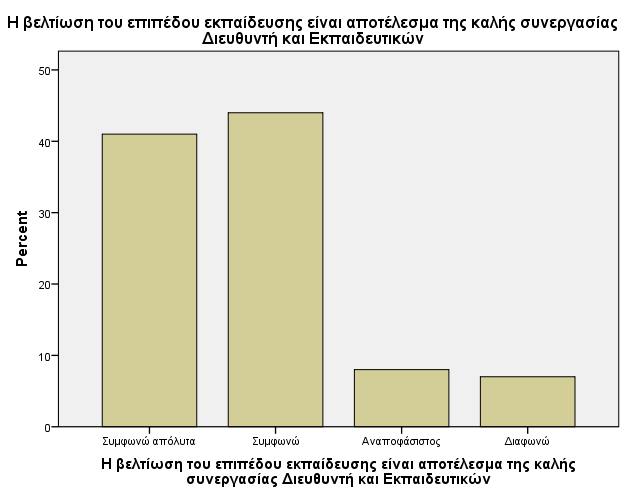 Η βελτίωση του επιπέδου εκπαίδευσης είναι αποτέλεσμα της καλής συνεργασίας
Διευθυντή και Εκπαιδευτικών
50
40
30
20
10
0
Percent
Συμφωνώ απόλυτα
Συμφωνώ
Αναποφάσιστος
Διαφωνώ
Η βελτίωση του επιπέδου εκπαίδευσης είναι αποτέλεσμα της καλής
συνεργασίας Διευθυντή και Εκπαιδευτικών